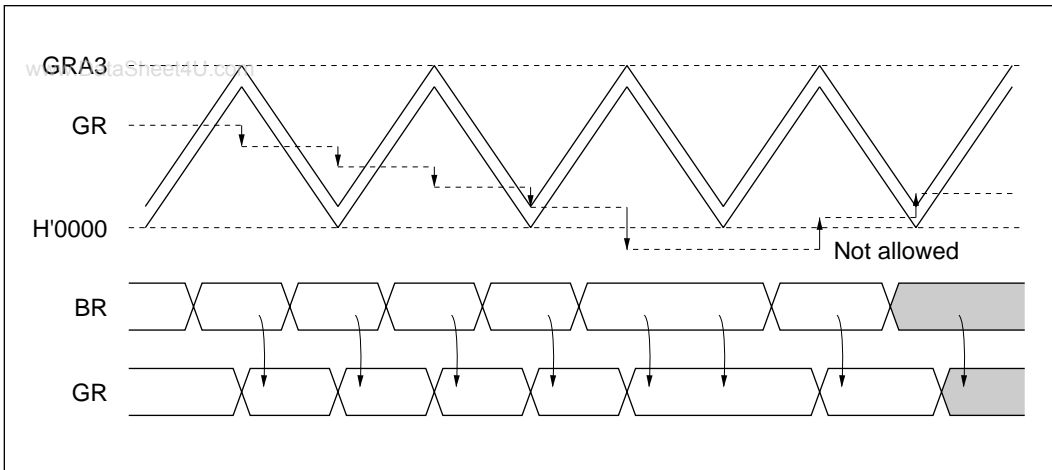 GRA3
www.DataSheet4U.com
GR
H'0000
Not allowed
BR
GR